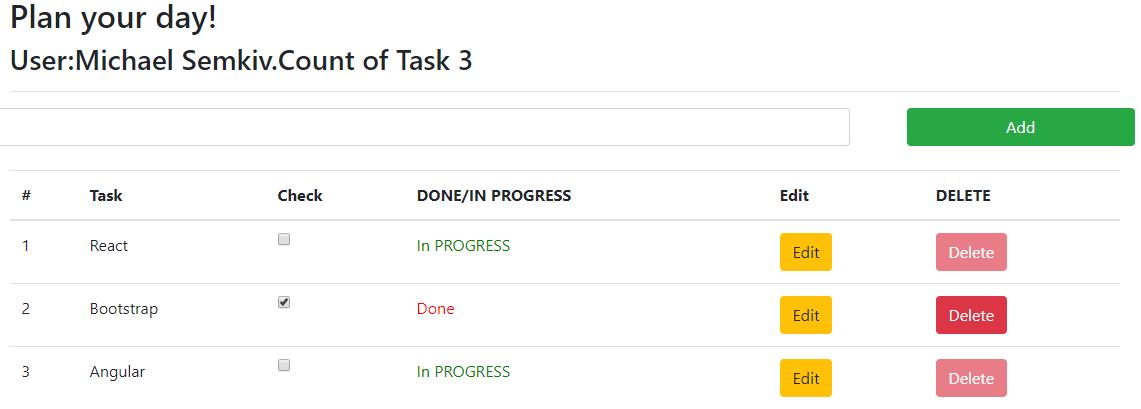 Plan your day!
User:Michael Semkiv.Count of Task 3
Add
# Task Check DONE/IN PROGRESS Edit DELETE
1 React In PROGRESS Edit Delete
2 Bootstrap Done Edit Delete
3 Angular In PROGRESS Edit Delete